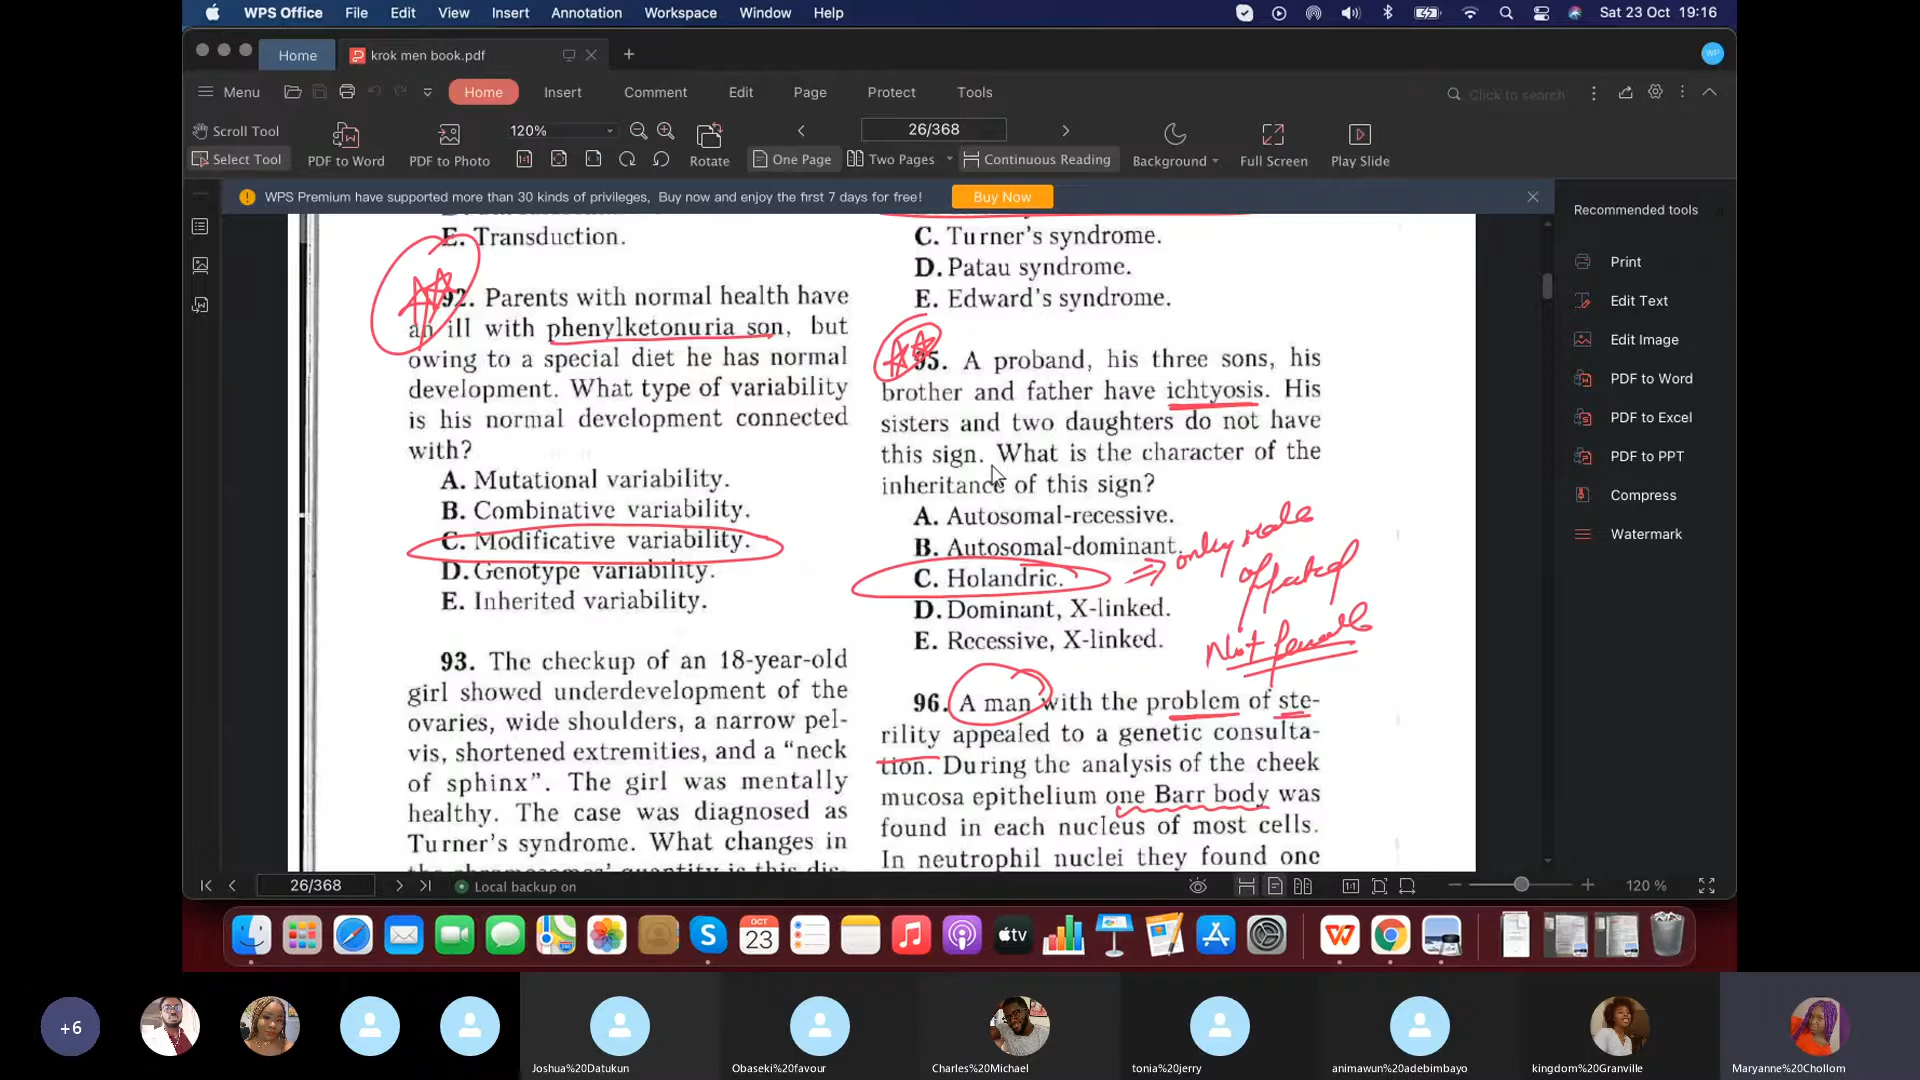 WPS Office File Edit View Insert Annotation Workspace Window Help
Sat 23 Oct 19:16
Home
krok men book.pdf
WP
Menu
Home Insert Comment Edit Page Protect Tools
Click to search
Scroll Tool
Select Tool
PDF to Word
PDF to Photo
120%
Rotate
26/368
One Page
Two Pages
Continuous Reading
Background
Full Screen
Play Slide
WPS Premium have supported more than 30 kinds of privileges, Buy now and enjoy the first 7 days for free!
Buy Now
Recommended tools
Print
Edit Text
Edit Image
PDF to Word
PDF to Excel
PDF to PPT
Compress
Watermark
E. Transduction.
92. Parents with normal health have
an ill with phenylketonuria son, but
owing to a special diet he has normal
development. What type of variability
is his normal development connected
with?
A. Mutational variability.
B. Combinative variability.
C. Modificative variability.
D. Genotype variability.
E. Inherited variability.
93. The checkup of an 18-year-old
girl showed underdevelopment of the
ovaries, wide shoulders, a narrow pel-
vis, shortened extremities, and a “neck
of sphinx”. The girl was mentally
healthy. The case was diagnosed as
Turner’s syndrome. What changes in
the chromosomes’ quantity is this dis-
C. Turner’s syndrome.
D. Patau syndrome.
E. Edward’s syndrome.
95. A proband, his three sons, his
brother and father have ichtyosis. His
sisters and two daughters do not have
this sign. What is the character of the
inheritance of this sign?
A. Autosomal-recessive.
B. Autosomal-dominant.
C. Holandric.
D. Dominant, X-linked.
E. Recessive, X-linked.
⇒ only male
affected
Not female
96. A man with the problem of ste-
rility appealed to a genetic consulta-
tion. During the analysis of the cheek
mucosa epithelium one Barr body was
found in each nucleus of most cells.
In neutrophil nuclei they found one
26/368
Local backup on
120 %
OCT
23
tv
+6
Joshua%20Datukun
Obaseki%20favour
Charles%20Michael
tonia%20jerry
animawun%20adebimbayo
kingdom%20Granville
Maryanne%20Chollom